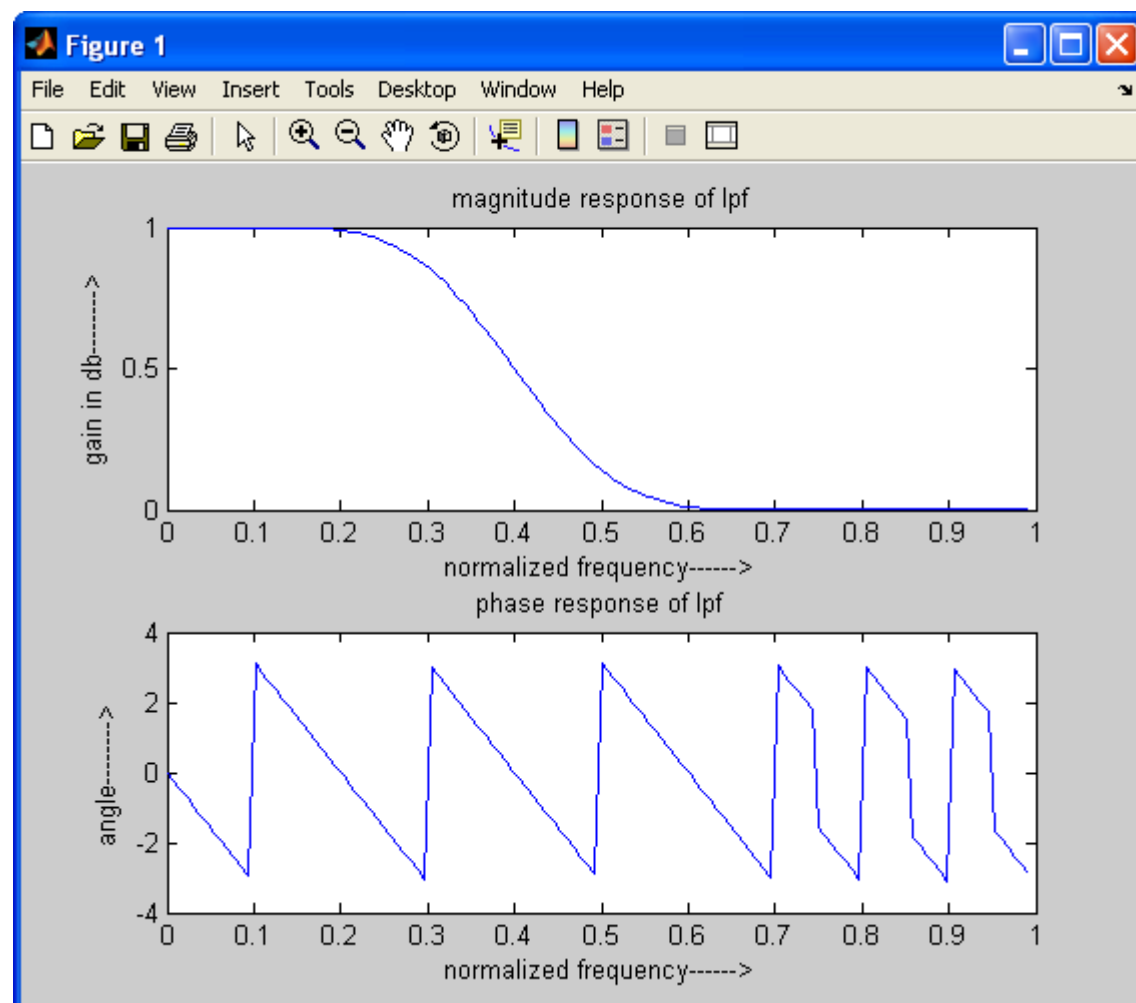 Figure 1
File Edit View Insert Tools Desktop Window Help
magnitude response of lpf
1
0.5
0
gain in db-------->
0 0.1 0.2 0.3 0.4 0.5 0.6 0.7 0.8 0.9 1
normalized frequency------>
phase response of lpf
4
2
0
-2
-4
angle-------->
0 0.1 0.2 0.3 0.4 0.5 0.6 0.7 0.8 0.9 1
normalized frequency------>